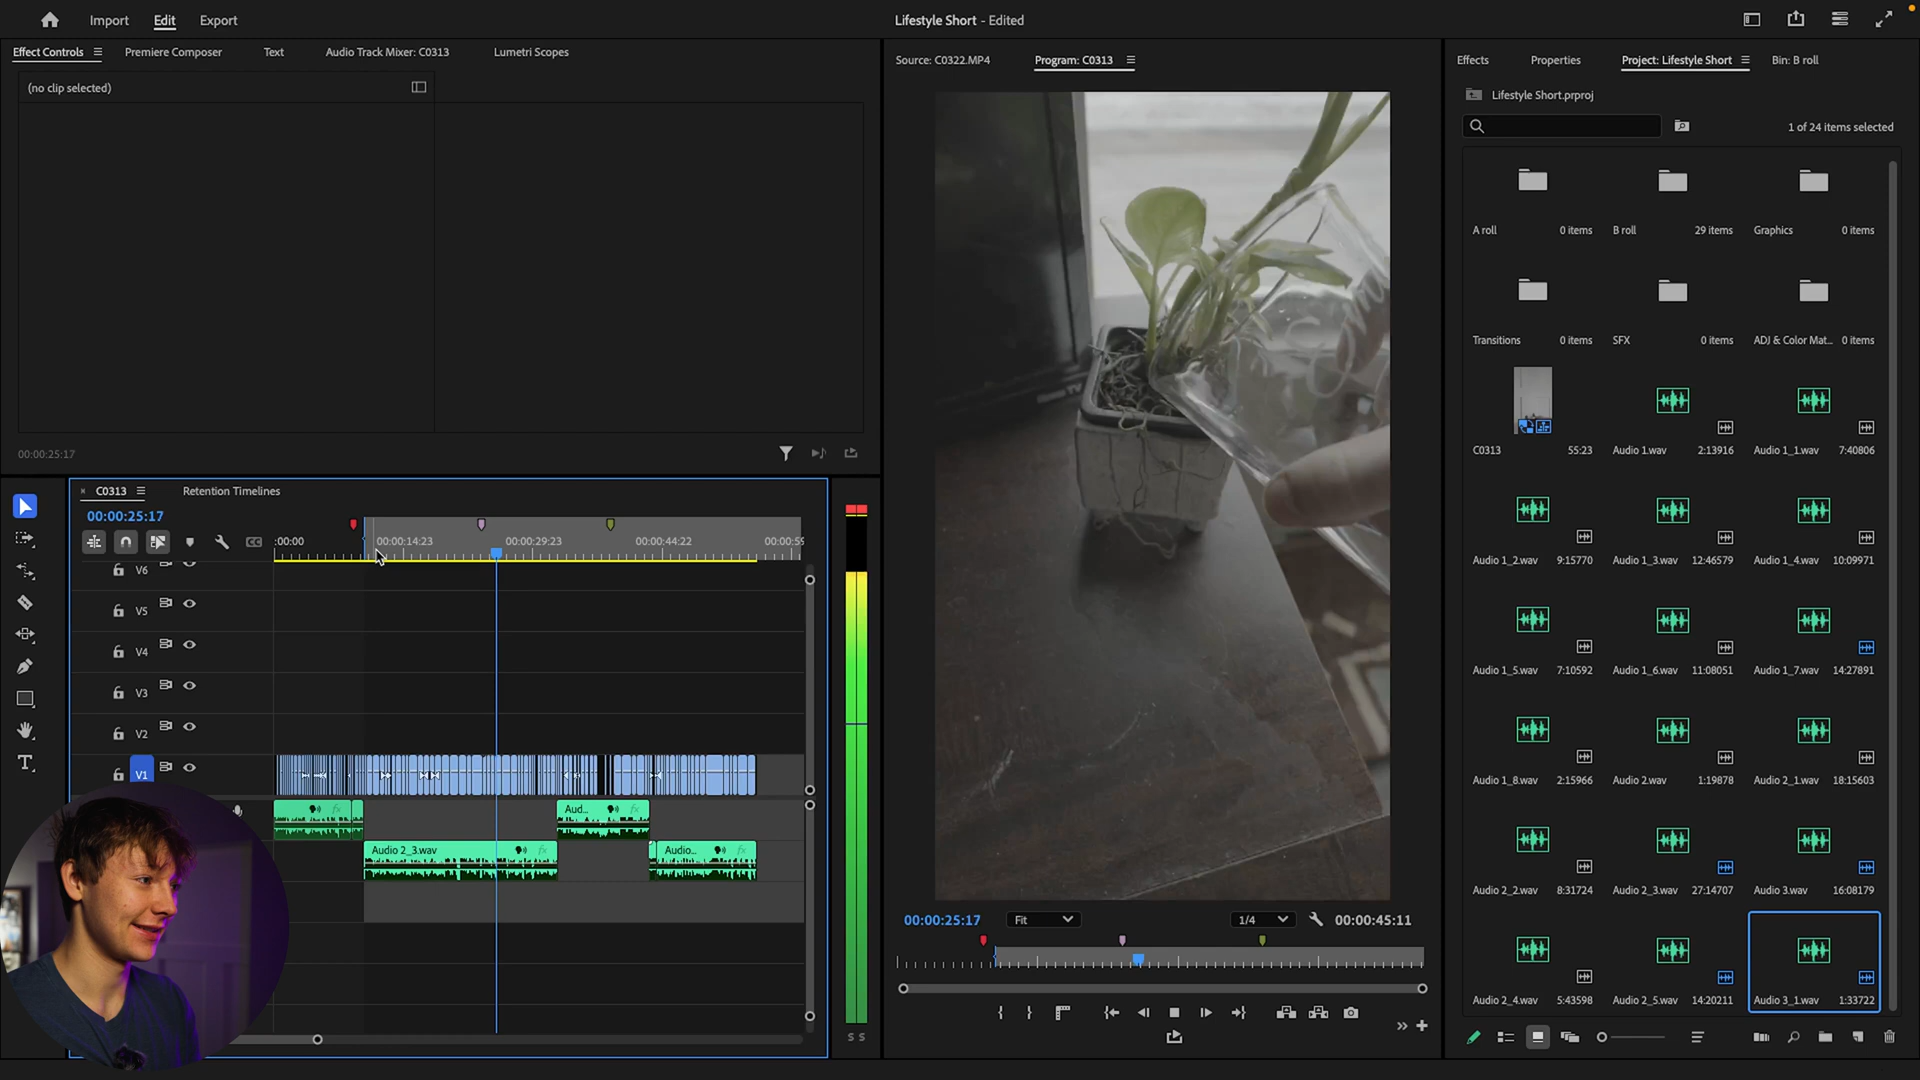 Import Edit Export
Lifestyle Short - Edited
Effect Controls Premiere Composer Text Audio Track Mixer: C0313 Lumetri Scopes
(no clip selected)
00:00:25:17
Source: C0322.MP4 Program: C0313
00:00:25:17 Fit 1/4 00:00:45:11
Effects Properties Project: Lifestyle Short Bin: B roll
Lifestyle Short.prproj
1 of 24 items selected
A roll 0 items B roll 29 items Graphics 0 items
Transitions 0 items SFX 0 items ADJ & Color Mat... 0 items
C0313 55:23 Audio 1.wav 2:13916 Audio 1_1.wav 7:40806
Audio 1_2.wav 9:15770 Audio 1_3.wav 12:46579 Audio 1_4.wav 10:09971
Audio 1_5.wav 7:10592 Audio 1_6.wav 11:08051 Audio 1_7.wav 14:27891
Audio 1_8.wav 2:15966 Audio 2.wav 1:19878 Audio 2_1.wav 18:15603
Audio 2_2.wav 8:31724 Audio 2_3.wav 27:14707 Audio 3.wav 16:08179
Audio 2_4.wav 5:43598 Audio 2_5.wav 14:20211 Audio 3_1.wav 1:33722
C0313 Retention Timelines
00:00:25:17
:00:00 00:00:14:23 00:00:29:23 00:00:44:22 00:00:59
V6
V5
V4
V3
V2
V1
fx Aud... fx
Audio 2_3.wav fx Audio... fx
S S